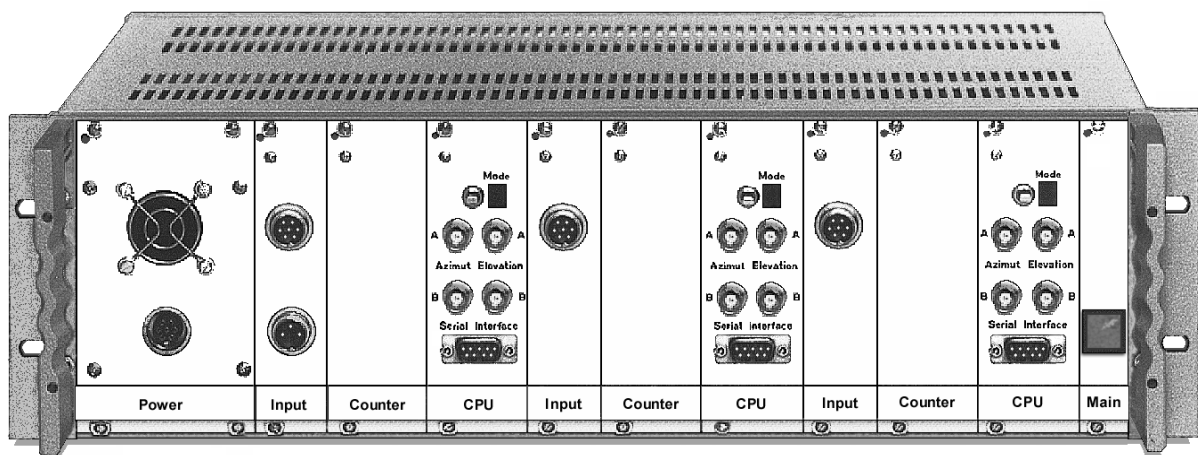 Mode
A A
Azimut Elevation
B B
Serial Interface
Mode
A A
Azimut Elevation
B B
Serial Interface
Mode
A A
Azimut Elevation
B B
Serial Interface
Power Input Counter CPU Input Counter CPU Input Counter CPU Main